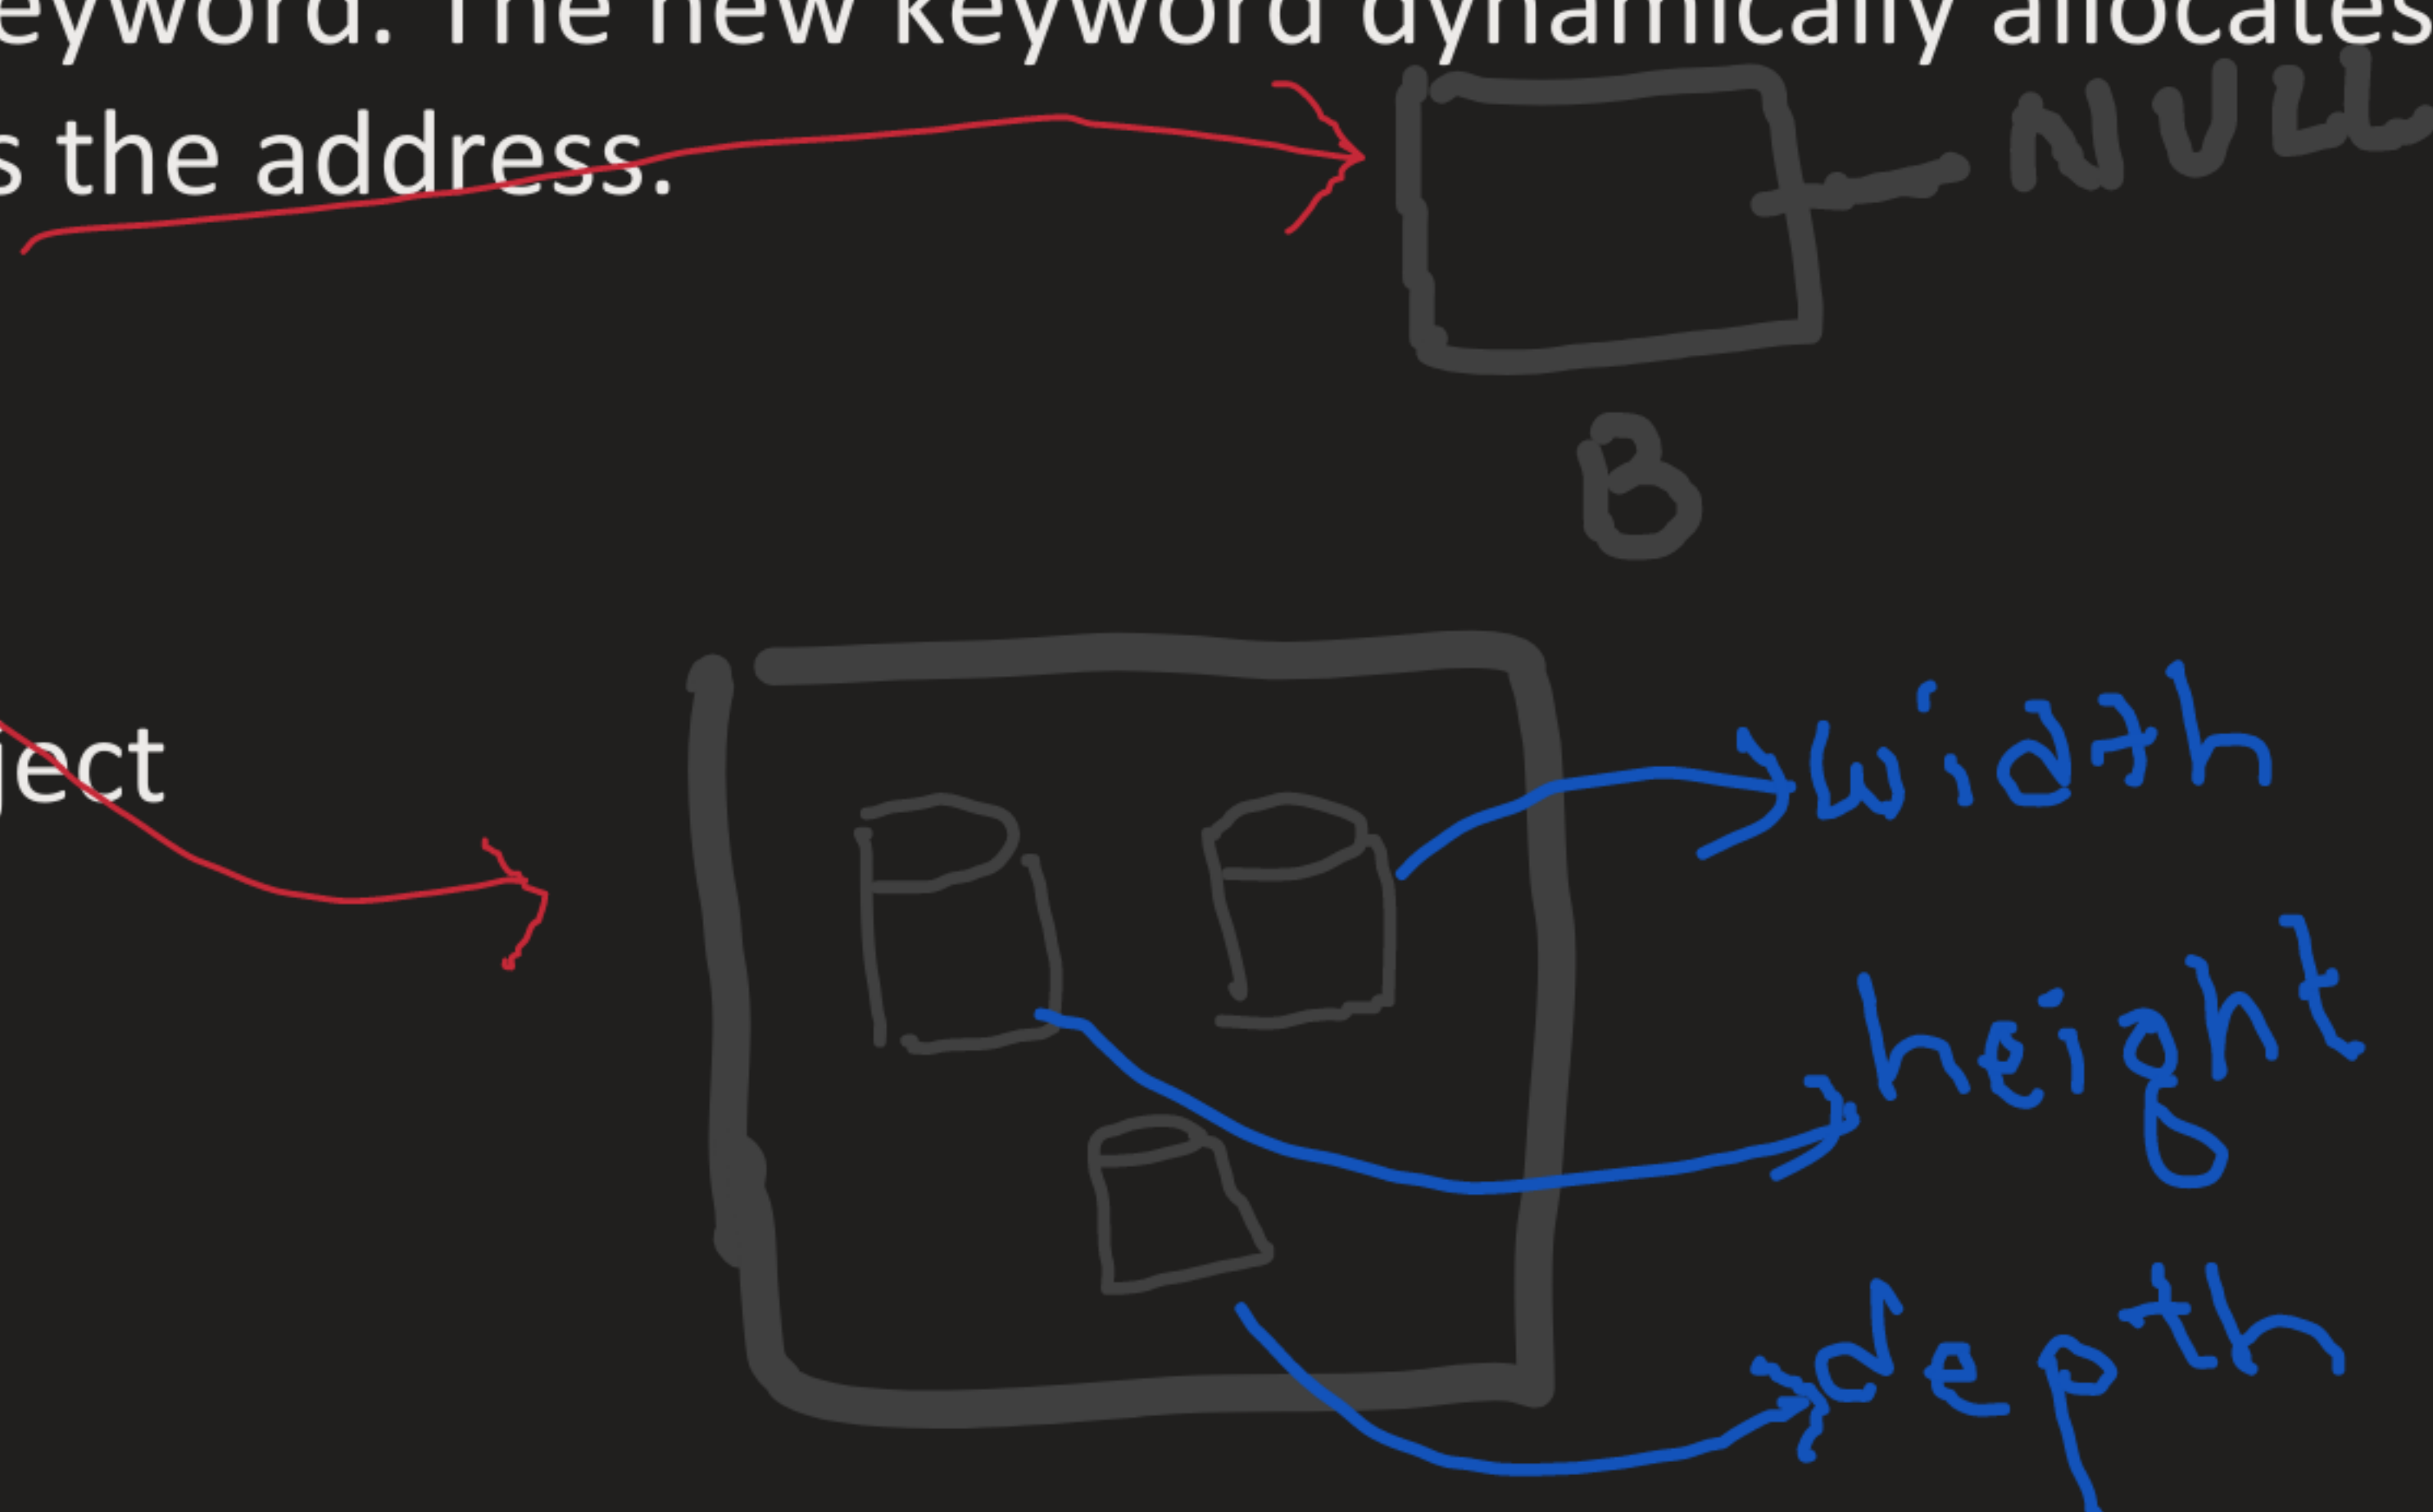 eyword. The new keyword dynamically allocates
s the address.
NULL
B
ject
width
height
depth